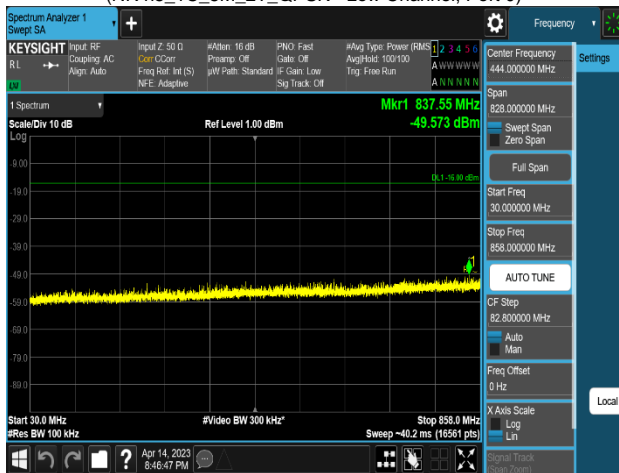 Spectrum Analyzer 1
Swept SA
+
Frequency
KEYSIGHT
RL
Input: RF
Coupling: AC
Align: Auto
Input Z: 50 Ω
Corr CCorr
Freq Ref: Int (S)
NFE: Adaptive
#Atten: 16 dB
Preamp: Off
µW Path: Standard
PNO: Fast
Gate: Off
IF Gain: Low
Sig Track: Off
#Avg Type: Power (RMS
Avg|Hold: 100/100
Trig: Free Run
1 2 3 4 5 6
A W W W W W
A N N N N N
1 Spectrum
Scale/Div 10 dB
Log
Ref Level 1.00 dBm
Mkr1 837.55 MHz
-49.573 dBm
DL1 -16.00 dBm
-9.00
-19.0
-29.0
-39.0
-49.0
-59.0
-69.0
-79.0
-89.0
1
Start 30.0 MHz
#Res BW 100 kHz
#Video BW 300 kHz*
Stop 858.0 MHz
Sweep ~40.2 ms (16561 pts)
Apr 14, 2023
8:46:47 PM
Center Frequency
444.000000 MHz
Settings
Span
828.000000 MHz
Swept Span
Zero Span
Full Span
Start Freq
30.000000 MHz
Stop Freq
858.000000 MHz
AUTO TUNE
CF Step
82.800000 MHz
Auto
Man
Freq Offset
0 Hz
X Axis Scale
Log
Lin
Local
Signal Track
(Span Zoom)